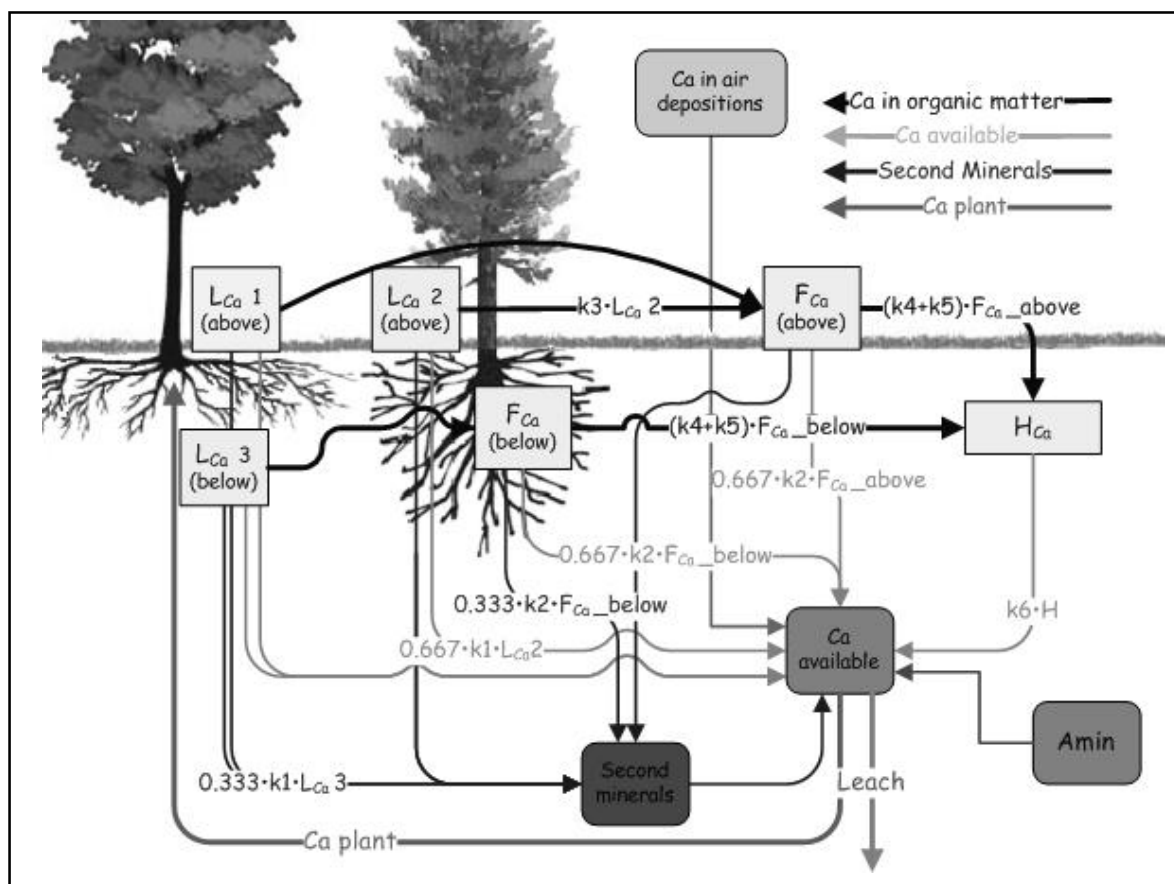 Ca in air
depositions
Ca in organic matter
Ca available
Second Minerals
Ca plant
LCa 1
(above)
LCa 2
(above)
k3·LCa 2
FCa
(above)
(k4+k5)·FCa_above
LCa 3
(below)
FCa
(below)
(k4+k5)·FCa_below
HCa
0.667·k2·FCa_above
0.667·k2·FCa_below
0.333·k2·FCa_below
k6·H
0.667·k1·LCa2
Ca
available
Amin
0.333·k1·LCa 3
Second
minerals
Leach
Ca plant